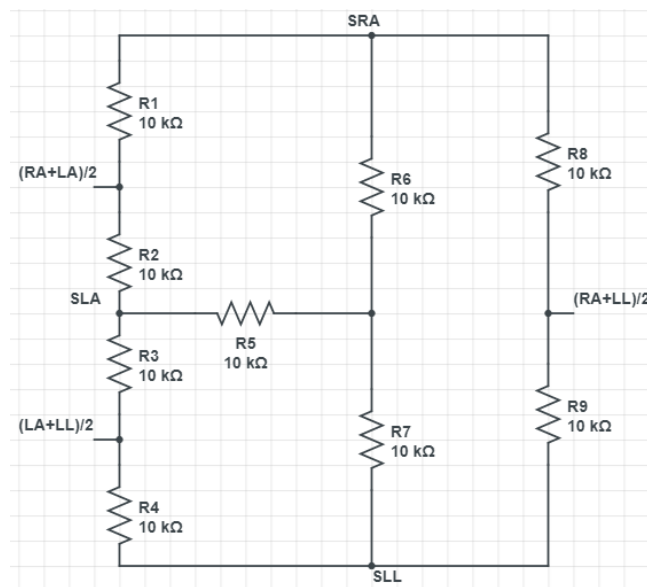 SRA
R1
10 kΩ
R8
10 kΩ
(RA+LA)/2
R6
10 kΩ
R2
10 kΩ
SLA
(RA+LL)/2
R5
10 kΩ
R3
10 kΩ
R9
10 kΩ
(LA+LL)/2
R7
10 kΩ
R4
10 kΩ
SLL